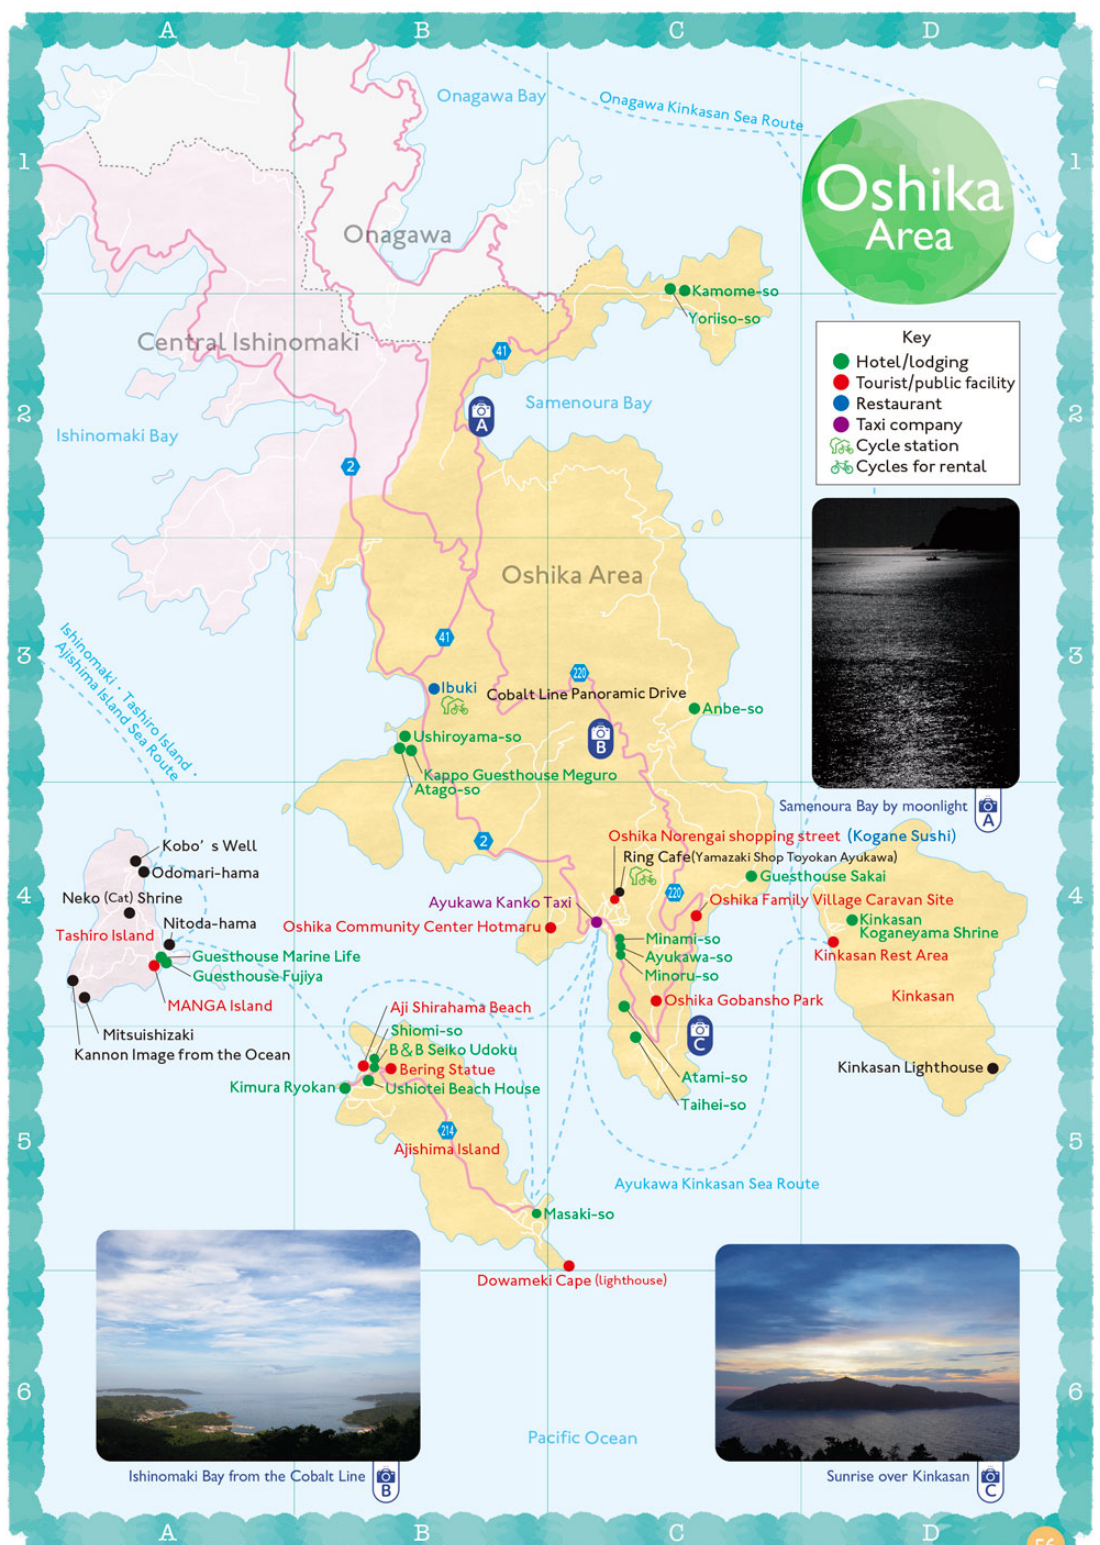 A B C D
Onagawa Bay
Onagawa Kinkasan Sea Route
1 1
Oshika
Area
Onagawa
Kamome-so
Yoriiso-so
Central Ishinomaki
Key
Hotel/lodging
Tourist/public facility
Restaurant
Taxi company
Cycle station
Cycles for rental
41
Samenoura Bay
A
2 2
Ishinomaki Bay
2
Oshika Area
Ishinomaki・Tashiro Island・
Ajishima Island Sea Route
3 3
41
220
Ibuki
Cobalt Line Panoramic Drive
Anbe-so
B
Ushiroyama-so
Kappo Guesthouse Meguro
Atago-so
Samenoura Bay by moonlight
A
2
Oshika Norengai shopping street (Kogane Sushi)
Ring Cafe(Yamazaki Shop Toyokan Ayukawa)
Kobo's Well
Odomari-hama
Guesthouse Sakai
4 4
220
Neko (Cat) Shrine
Ayukawa Kanko Taxi
Oshika Family Village Caravan Site
Nitoda-hama
Oshika Community Center Hotmaru
Kinkasan
Koganeyama Shrine
Tashiro Island
Minami-so
Ayukawa-so
Minoru-so
Kinkasan Rest Area
Guesthouse Marine Life
Guesthouse Fujiya
MANGA Island
Oshika Gobansho Park
Kinkasan
Aji Shirahama Beach
Mitsuishizaki
Kannon Image from the Ocean
Shiomi-so
B&B Seiko Udoku
Bering Statue
C
Kinkasan Lighthouse
Kimura Ryokan
Ushiotei Beach House
Atami-so
Taihei-so
214
5 5
Ajishima Island
Ayukawa Kinkasan Sea Route
Masaki-so
Dowameki Cape (lighthouse)
6 6
Pacific Ocean
Ishinomaki Bay from the Cobalt Line
B
Sunrise over Kinkasan
C
A B C D
56